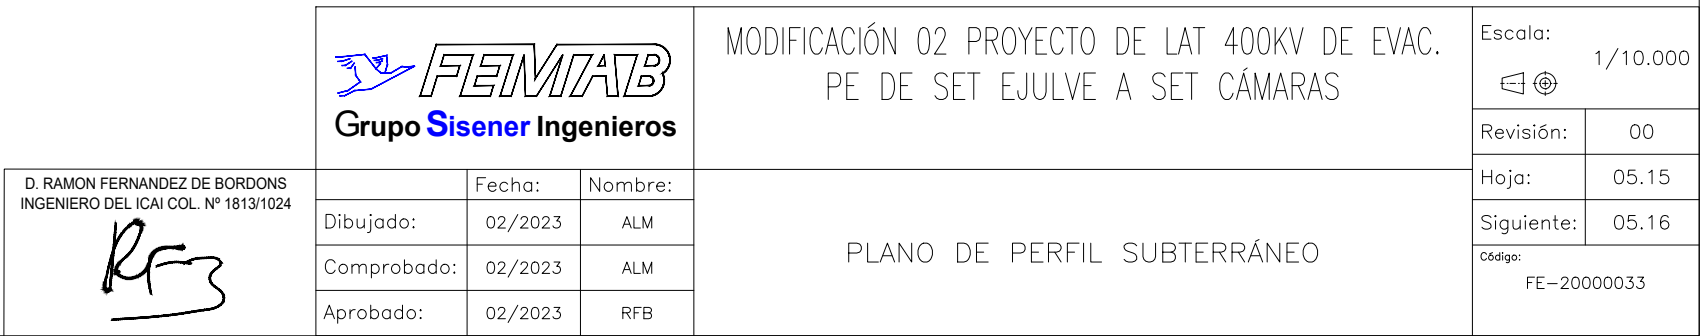 D. RAMON FERNANDEZ DE BORDONS
INGENIERO DEL ICAI COL. Nº 1813/1024
RF
FEMAB
Grupo Sisener Ingenieros
Fecha: Nombre:
Dibujado: 02/2023 ALM
Comprobado: 02/2023 ALM
Aprobado: 02/2023 RFB
MODIFICACIÓN 02 PROYECTO DE LAT 400KV DE EVAC.
PE DE SET EJULVE A SET CÁMARAS
PLANO DE PERFIL SUBTERRÁNEO
Escala:
1/10.000
Revisión: 00
Hoja: 05.15
Siguiente: 05.16
Código:
FE-20000033